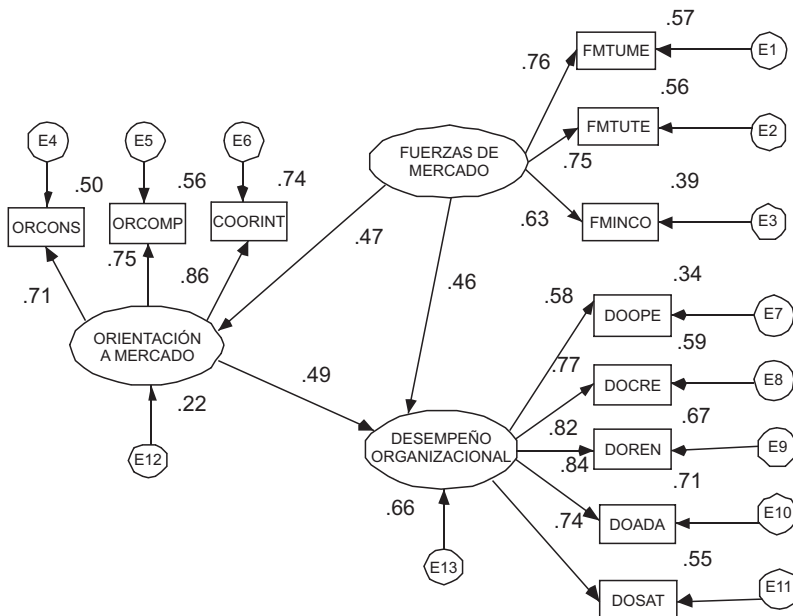 .57
FMTUME
E1
.76
.56
FMTUTE
E2
.75
.39
FMINCO
E3
.63
FUERZAS DE
MERCADO
E4
E5
E6
.50
.56
.74
ORCONS
ORCOMP
COORINT
.71
.75
.86
.47
.46
ORIENTACIÓN
A MERCADO
.22
E12
.49
.34
.58
DOOPE
E7
.59
.77
DOCRE
E8
.67
.82
DOREN
E9
.84
.71
DESEMPEÑO
ORGANIZACIONAL
.66
E13
DOADA
E10
.74
.55
DOSAT
E11